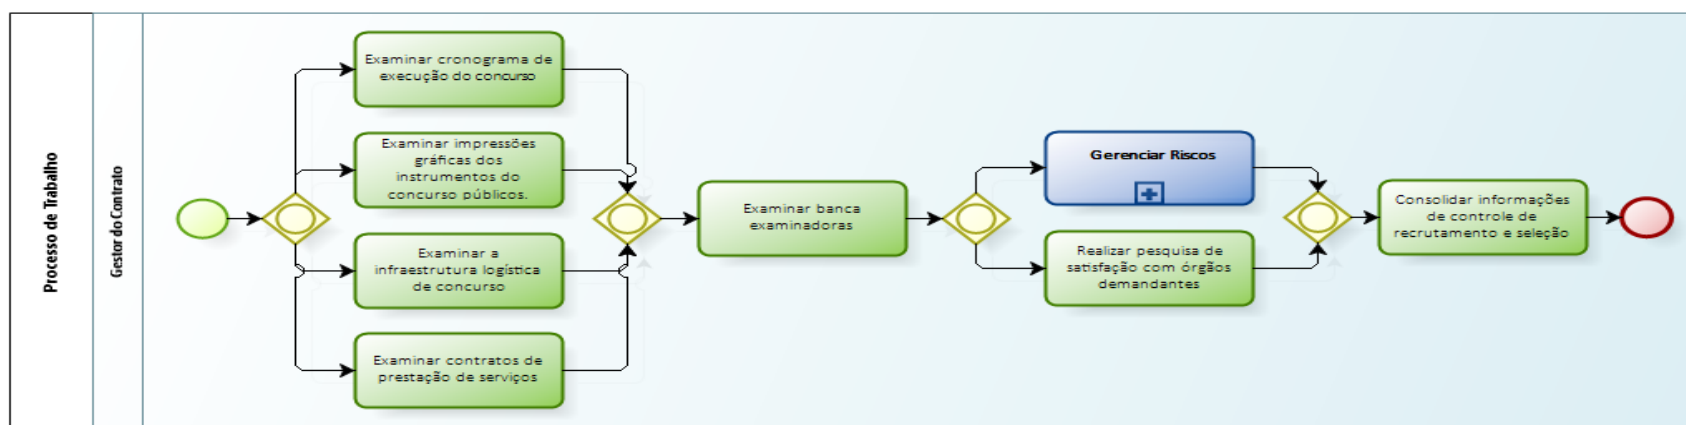 Processo de Trabalho
Gestor do Contrato
Examinar cronograma de
execução do concurso
Examinar impressões
gráficas dos
instrumentos do
concurso públicos.
Examinar a
infraestrutura logística
de concurso
Examinar contratos de
prestação de serviços
Examinar banca
examinadoras
Gerenciar Riscos
Realizar pesquisa de
satisfação com órgãos
demandantes
Consolidar informações
de controle de
recrutamento e seleção